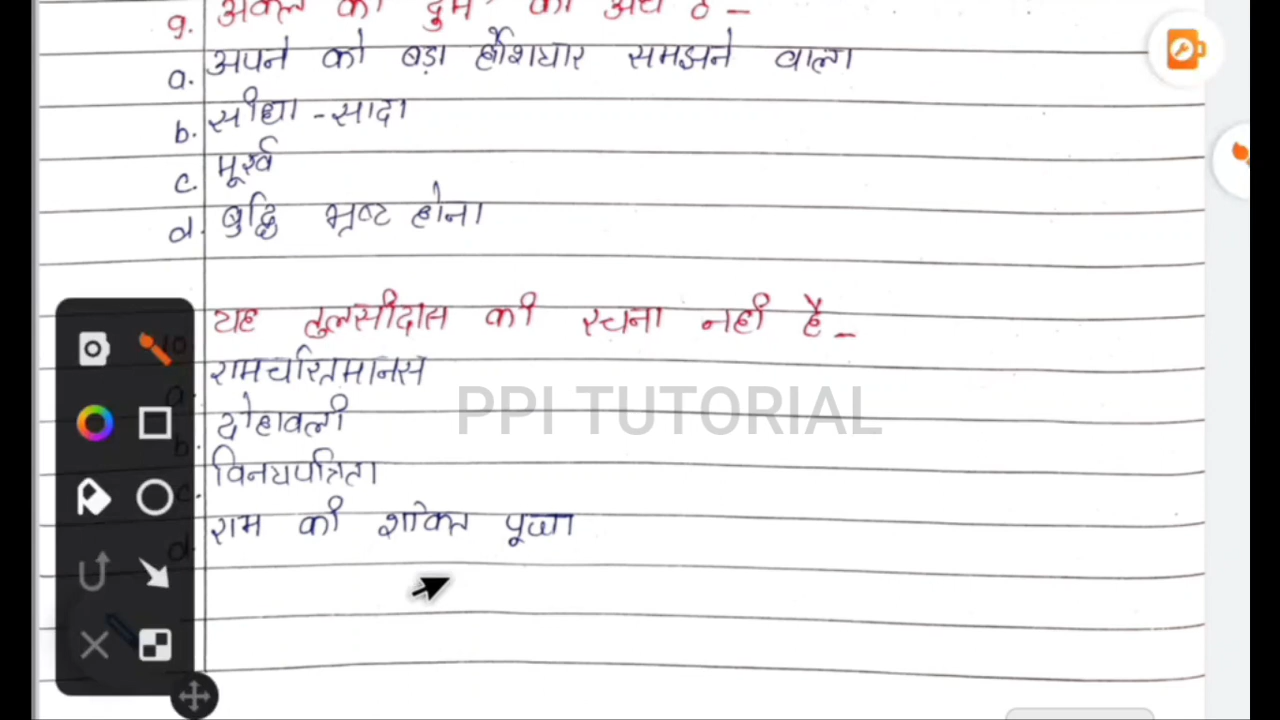 9. अक्ल की दुम का अर्थ है -
a. अपने को बड़ा होशियार समझने वाला
b. सीधा - सादा
c. मूर्ख
d. बुद्धि भ्रष्ट होना
10 यह तुलसीदास की रचना नहीं है -
a. रामचरितमानस
b. दोहावली
c. विनयपत्रिता
d. राम की शक्ति पूजा
PPI TUTORIAL